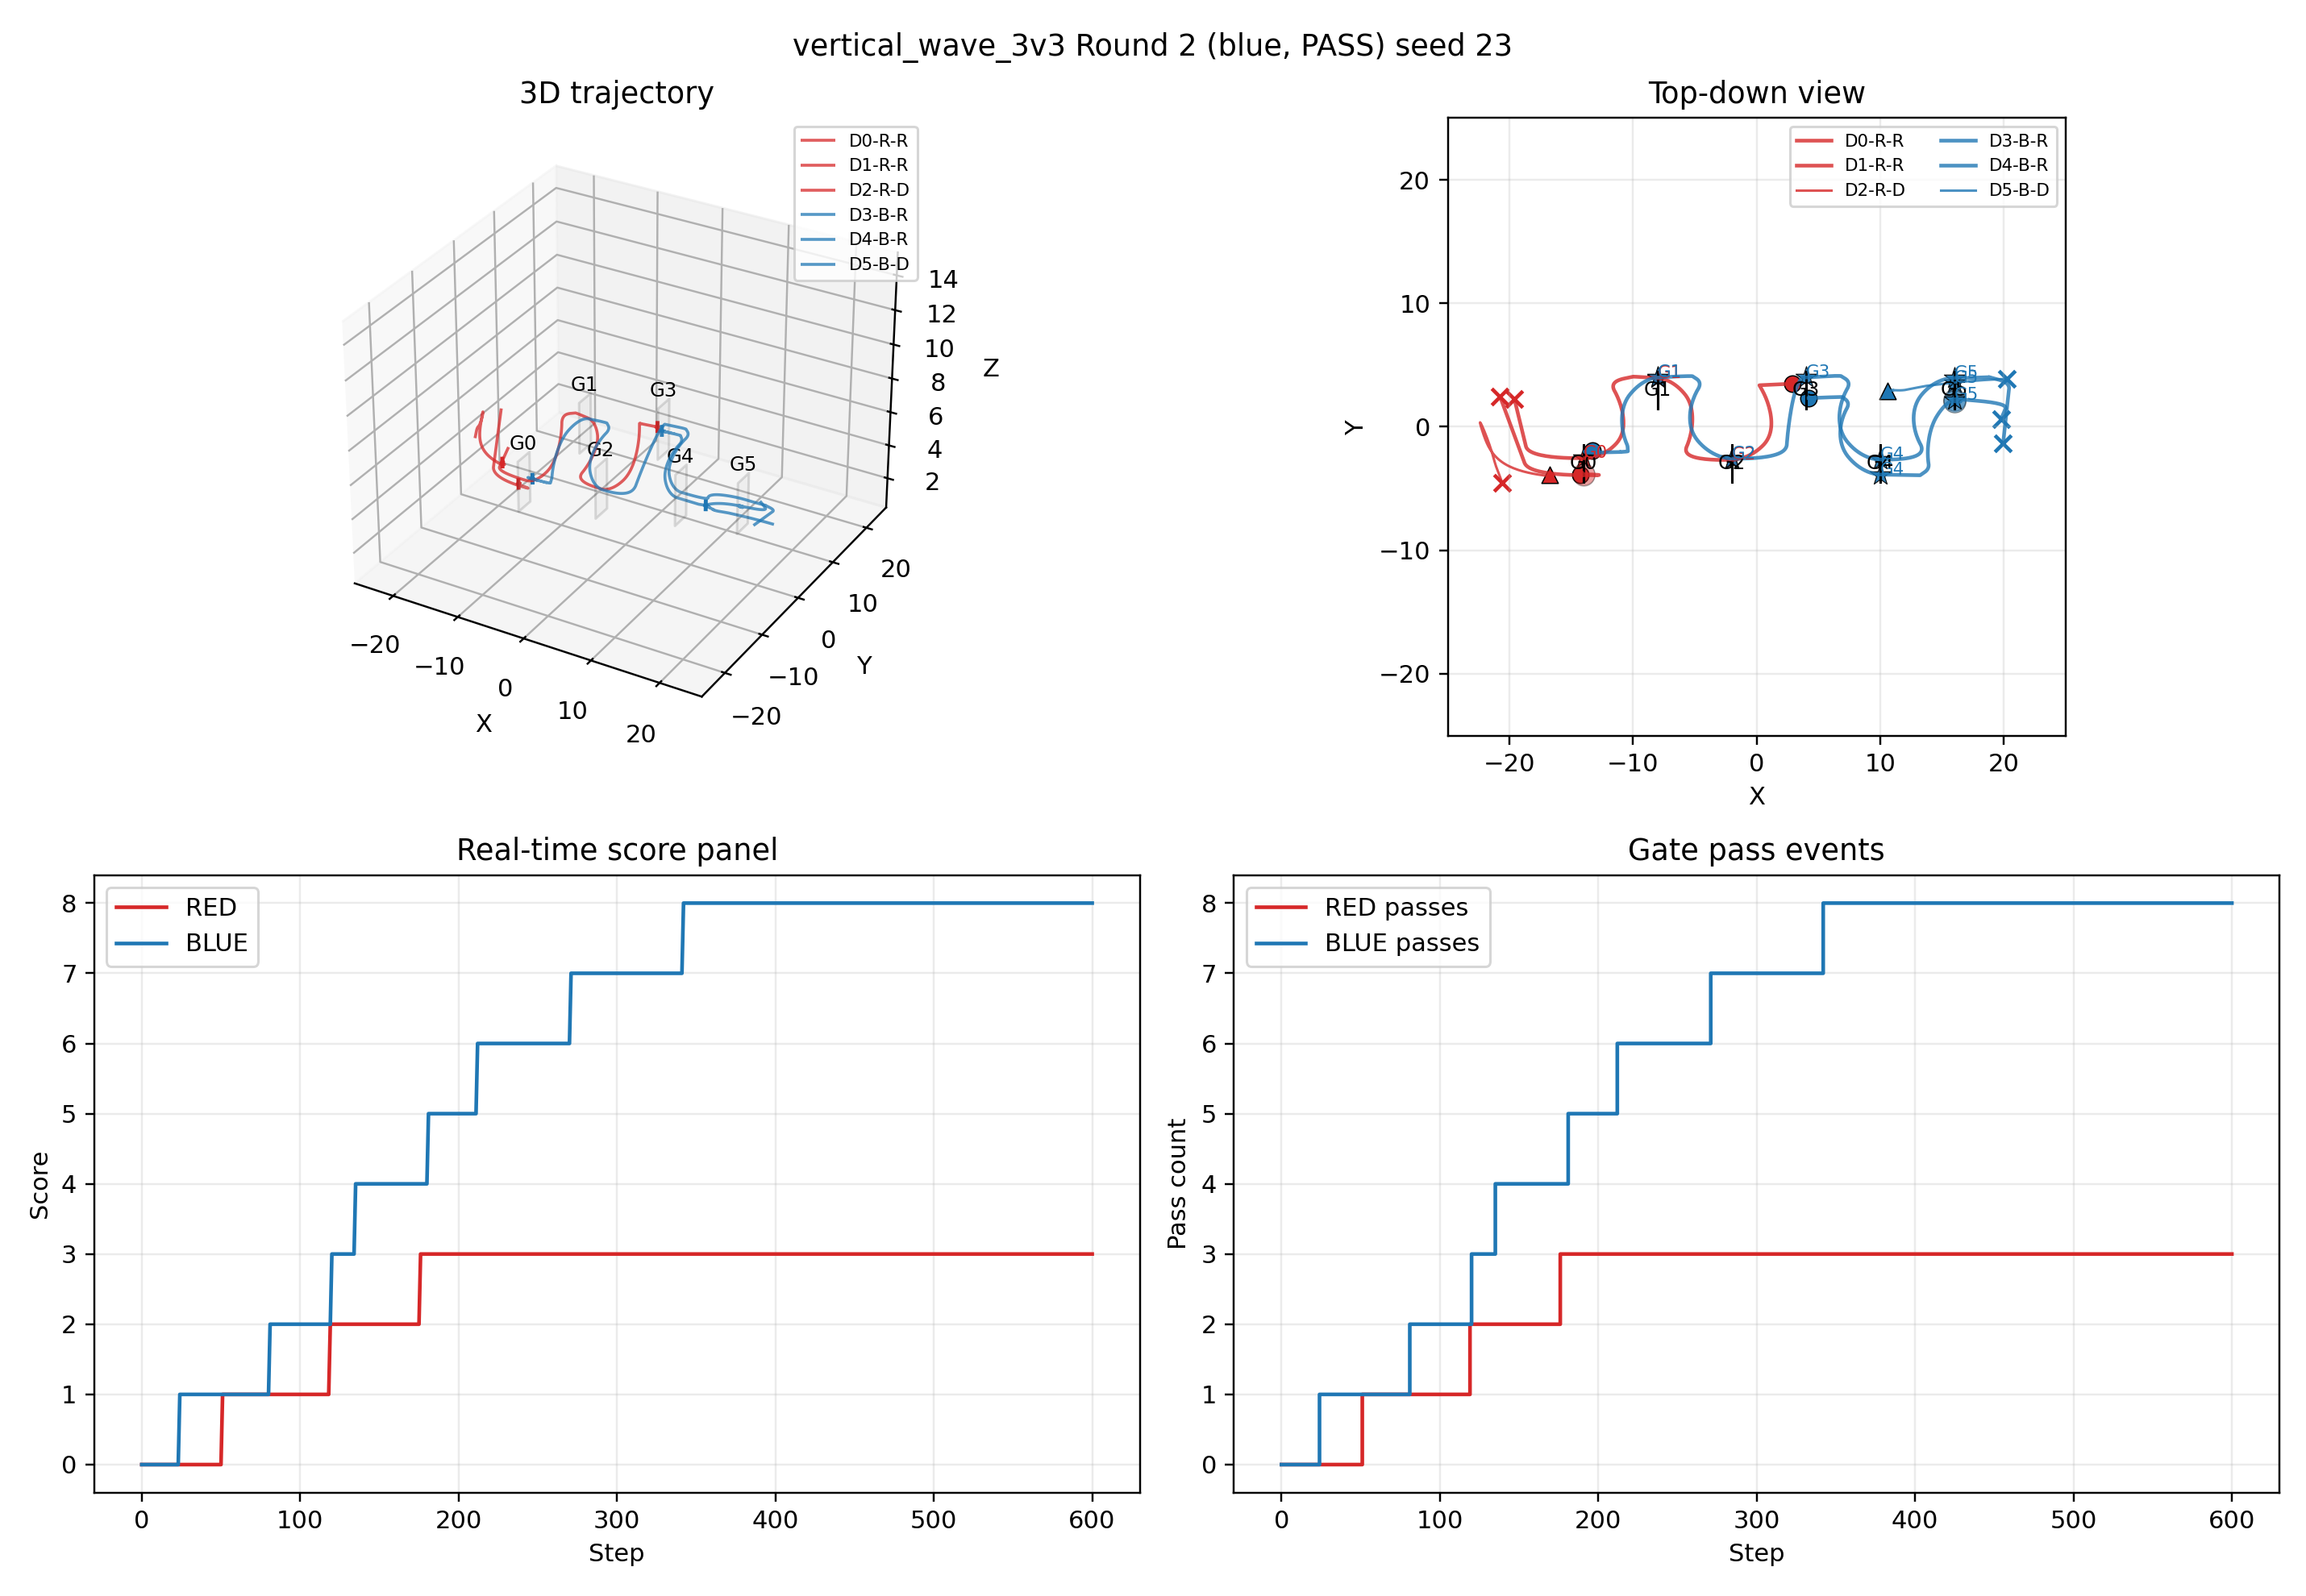 vertical_wave_3v3 Round 2 (blue, PASS) seed 23
3D trajectory
D0-R-R
D1-R-R
D2-R-D
D3-B-R
D4-B-R
D5-B-D
G0
G1
G2
G3
G4
G5
14
12
10
8
6
4
2
Z
−20
−10
0
10
20
X
20
10
0
−10
−20
Y
Top-down view
D0-R-R
D1-R-R
D2-R-D
D3-B-R
D4-B-R
D5-B-D
20
10
0
−10
−20
Y
G1
G1
G2
G3
G4
G4
G5
−20
−10
0
10
20
X
Real-time score panel
RED
BLUE
8
7
6
5
4
3
2
1
0
Score
0
100
200
300
400
500
600
Step
Gate pass events
RED passes
BLUE passes
8
7
6
5
4
3
2
1
0
Pass count
0
100
200
300
400
500
600
Step